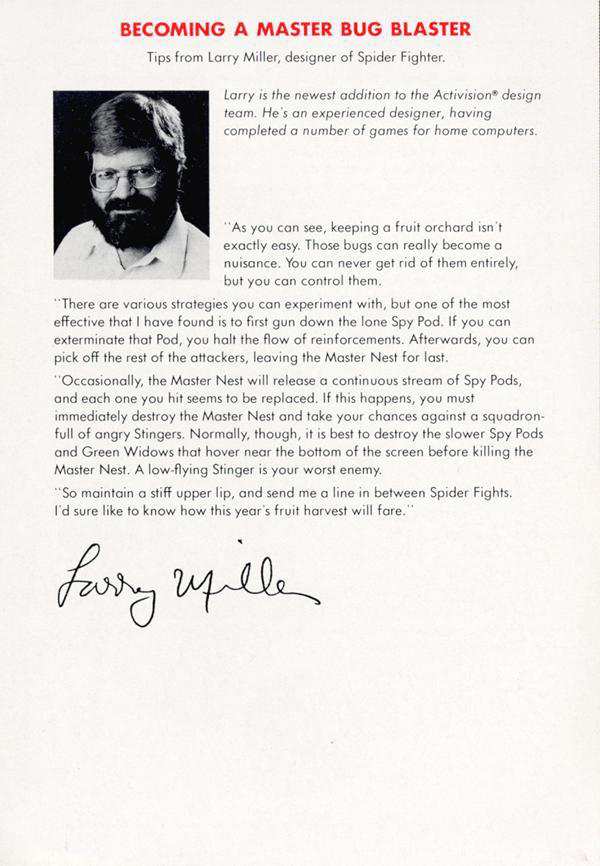 BECOMING A MASTER BUG BLASTER
Tips from Larry Miller, designer of Spider Fighter.
Larry is the newest addition to the Activision® design
team. He's an experienced designer, having
completed a number of games for home computers.
"As you can see, keeping a fruit orchard isn't
exactly easy. Those bugs can really become a
nuisance. You can never get rid of them entirely,
but you can control them.
"There are various strategies you can experiment with, but one of the most
effective that I have found is to first gun down the lone Spy Pod. If you can
exterminate that Pod, you halt the flow of reinforcements. Afterwards, you can
pick off the rest of the attackers, leaving the Master Nest for last.
"Occasionally, the Master Nest will release a continuous stream of Spy Pods,
and each one you hit seems to be replaced. If this happens, you must
immediately destroy the Master Nest and take your chances against a squadron-
full of angry Stingers. Normally, though, it is best to destroy the slower Spy Pods
and Green Widows that hover near the bottom of the screen before killing the
Master Nest. A low-flying Stinger is your worst enemy.
"So maintain a stiff upper lip, and send me a line in between Spider Fights.
I'd sure like to know how this year's fruit harvest will fare."
Larry Miller